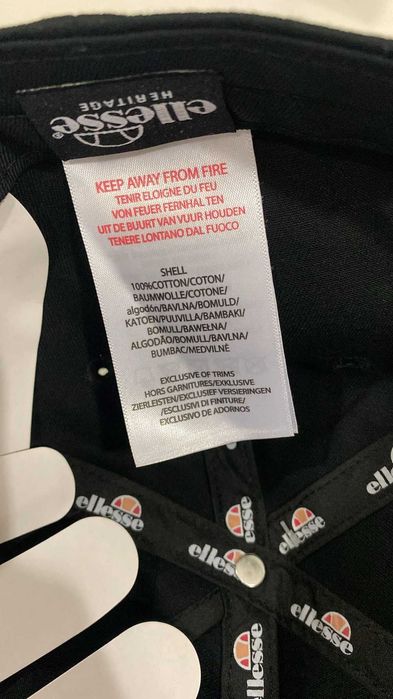 ellesse®
HERITAGE
KEEP AWAY FROM FIRE
TENIR ELOIGNE DU FEU
VON FEUER FERNHAL TEN
UIT DE BUURT VAN VUUR HOUDEN
TENERE LONTANO DAL FUOCO
SHELL
100%COTTON/COTON/
BAUMWOLLE/COTONE/
algodón/BAVLNA/BOMULD/
KATOEN/PUUVILLA/BAMBAKI/
BOMULL/BAWEŁNA/
ALGODÃO/BOMULL/BAVLNA/
BUMBAC/MEDVILNĖ
EXCLUSIVE OF TRIMS
HORS GARNITURES/EXKLUSIVE
ZIERLEISTEN/EXCLUSIEF VERSIERINGEN
/ESCLUSIVI DI FINITURE/
EXCLUSIVO DE ADORNOS
ellesse
ellesse
ellesse
ellesse
ellesse
ellesse